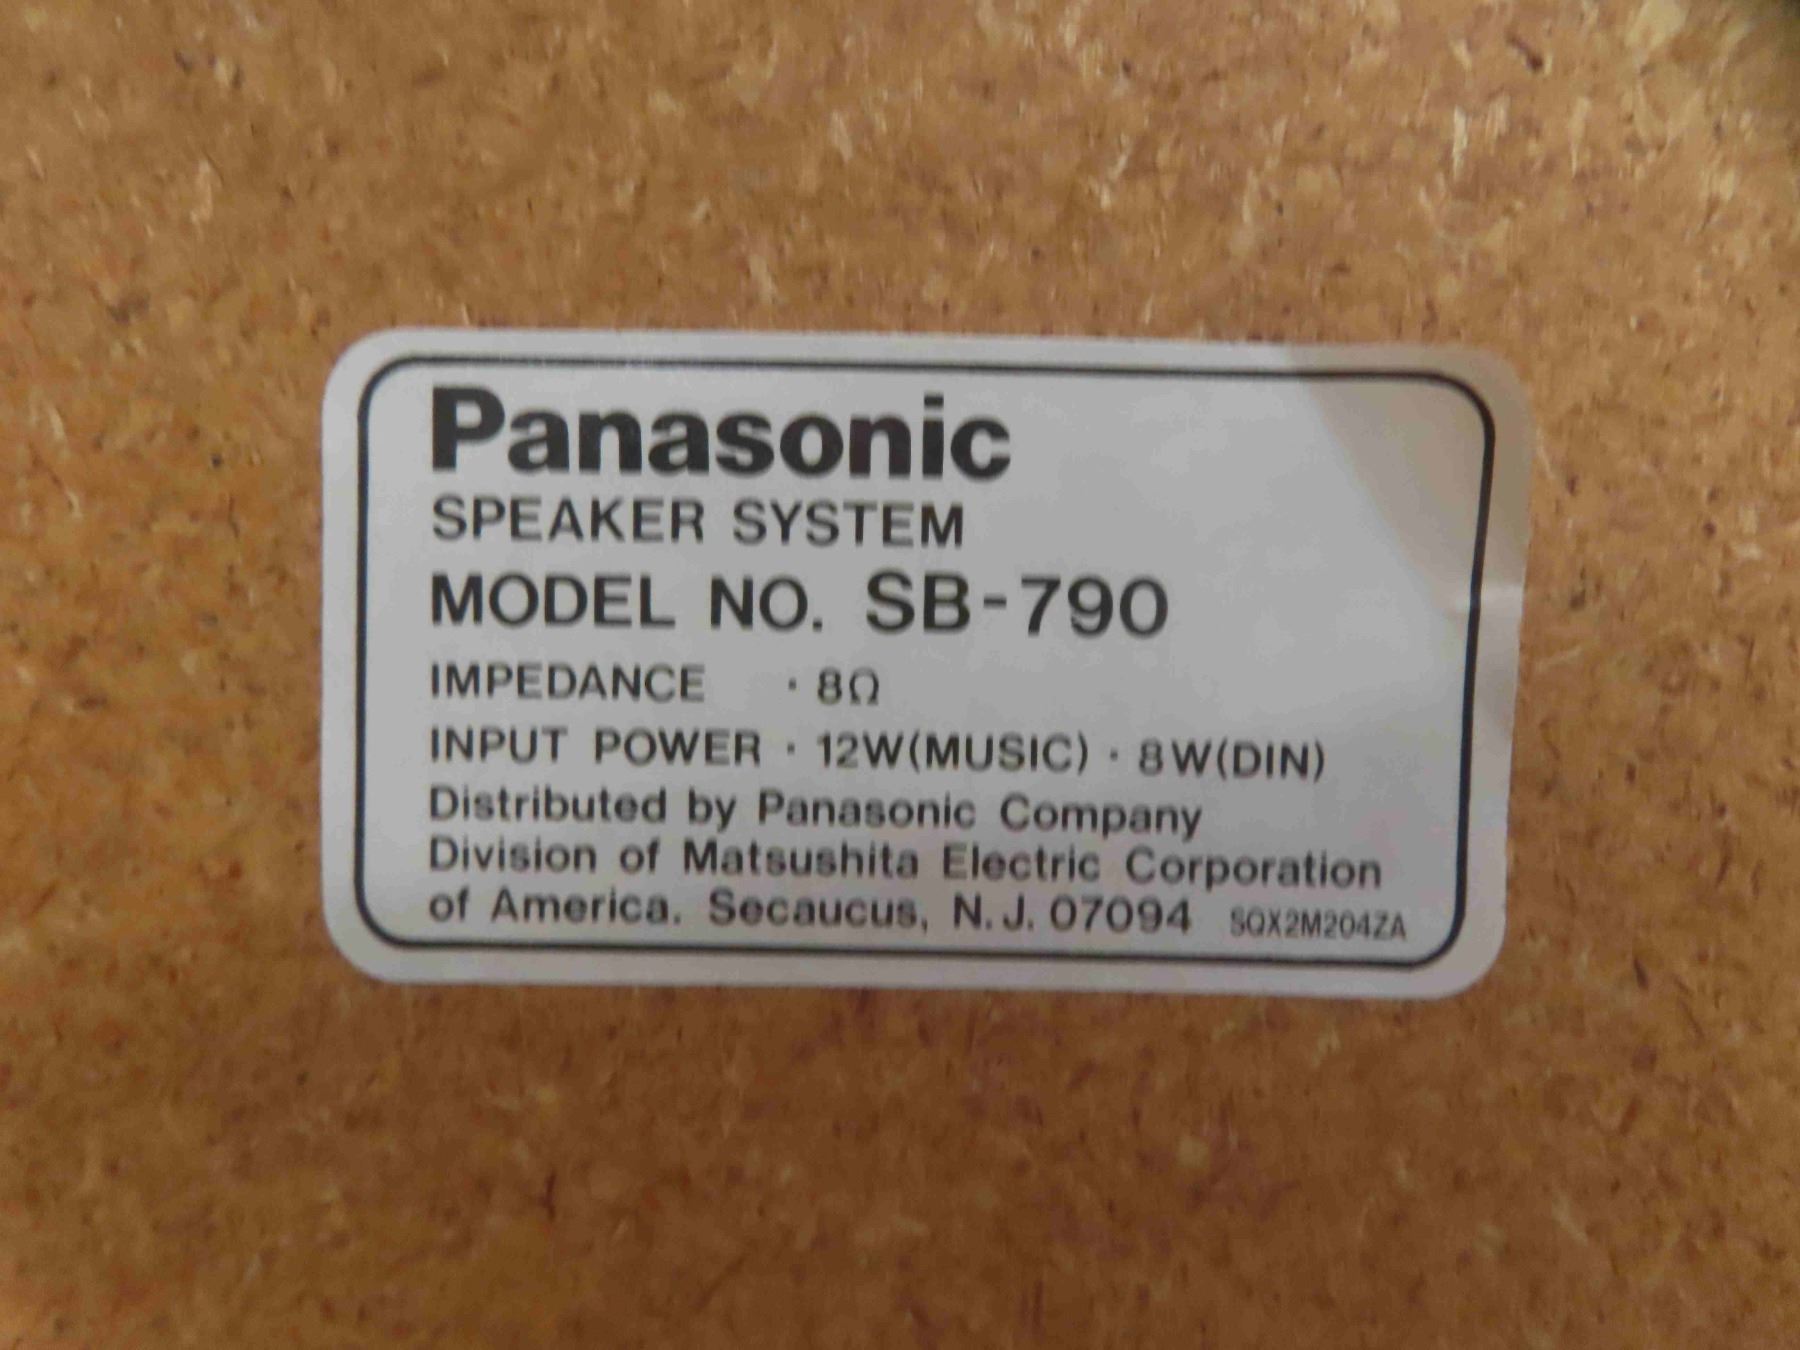 Panasonic
SPEAKER SYSTEM
MODEL NO. SB-790
IMPEDANCE · 8Ω
INPUT POWER · 12W(MUSIC) · 8W(DIN)
Distributed by Panasonic Company
Division of Matsushita Electric Corporation
of America. Secaucus, N.J. 07094 SQX2M204ZA